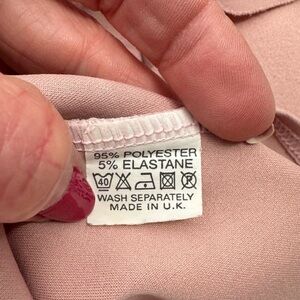 95% POLYESTER
5% ELASTANE
40
WASH SEPARATELY
MADE IN U.K.